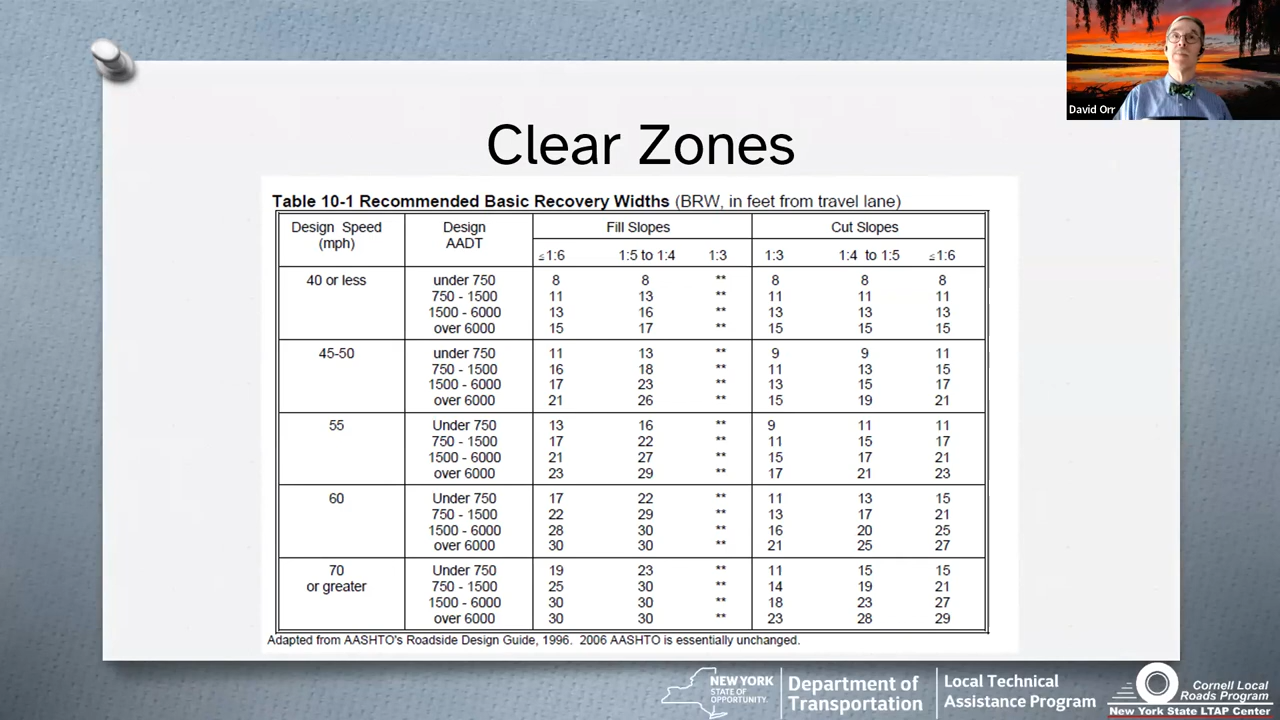 David Orr
Clear Zones
Table 10-1 Recommended Basic Recovery Widths (BRW, in feet from travel lane)
Design Speed (mph) Design AADT Fill Slopes Cut Slopes
≤1:6 1:5 to 1:4 1:3 1:3 1:4 to 1:5 ≤1:6
40 or less under 750 8 8 ** 8 8 8
750 - 1500 11 13 ** 11 11 11
1500 - 6000 13 16 ** 13 13 13
over 6000 15 17 ** 15 15 15
45-50 under 750 11 13 ** 9 9 11
750 - 1500 16 18 ** 11 13 15
1500 - 6000 17 23 ** 13 15 17
over 6000 21 26 ** 15 19 21
55 Under 750 13 16 ** 9 11 11
750 - 1500 17 22 ** 11 15 17
1500 - 6000 21 27 ** 15 17 21
over 6000 23 29 ** 17 21 23
60 Under 750 17 22 ** 11 13 15
750 - 1500 22 29 ** 13 17 21
1500 - 6000 28 30 ** 16 20 25
over 6000 30 30 ** 21 25 27
70 Under 750 19 23 ** 11 15 15
or greater 750 - 1500 25 30 ** 14 19 21
1500 - 6000 30 30 ** 18 23 27
over 6000 30 30 ** 23 28 29
Adapted from AASHTO's Roadside Design Guide, 1996. 2006 AASHTO is essentially unchanged.
NEW YORK
STATE OF
OPPORTUNITY.
Department of
Transportation
Local Technical
Assistance Program
Cornell Local
Roads Program
New York State LTAP Center